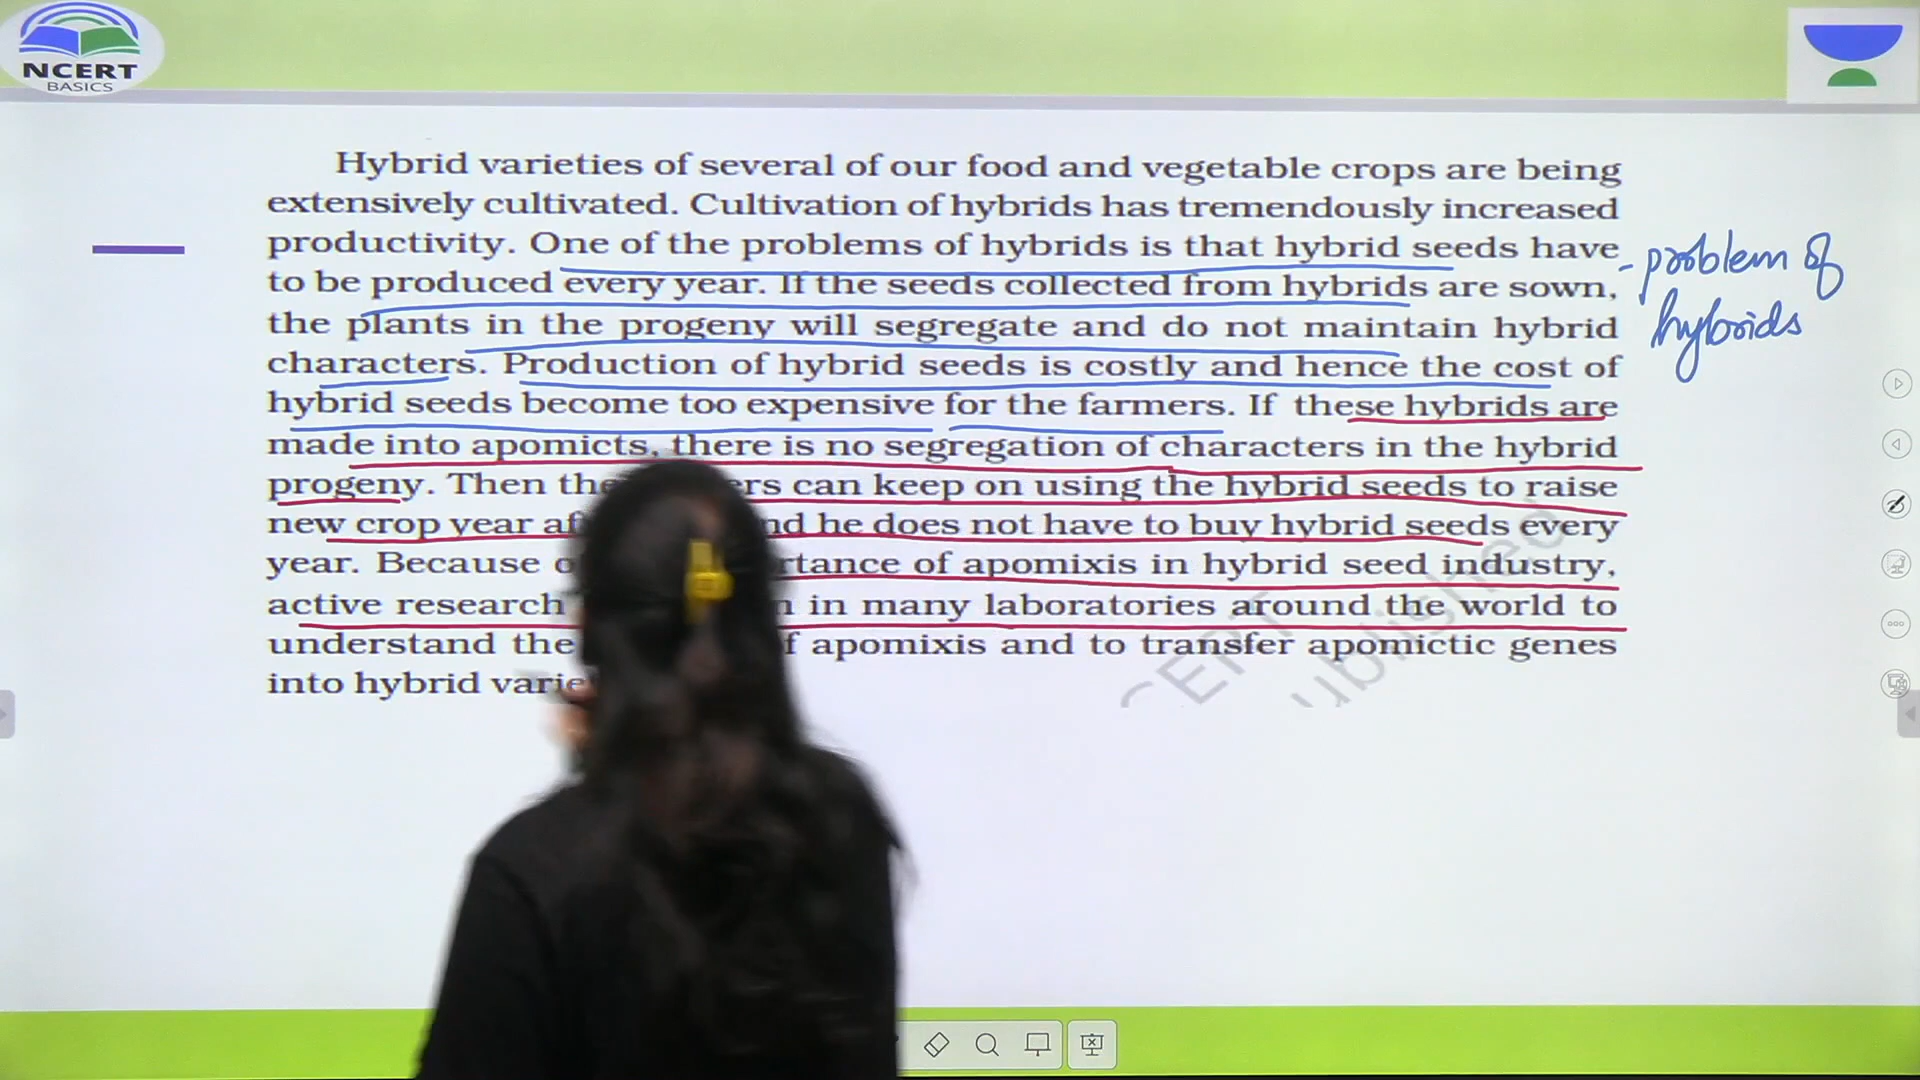 NCERT
BASICS
Hybrid varieties of several of our food and vegetable crops are being
extensively cultivated. Cultivation of hybrids has tremendously increased
productivity. One of the problems of hybrids is that hybrid seeds have
to be produced every year. If the seeds collected from hybrids are sown,
the plants in the progeny will segregate and do not maintain hybrid
characters. Production of hybrid seeds is costly and hence the cost of
hybrid seeds become too expensive for the farmers. If these hybrids are
made into apomicts, there is no segregation of characters in the hybrid
progeny. Then the can keep on using the hybrid seeds to raise
new crop year he does not have to buy hybrid seeds every
year. Because of apomixis in hybrid seed industry,
active research in many laboratories around the world to
understand the apomixis and to transfer apomictic genes
into hybrid
- problem of
hybrids